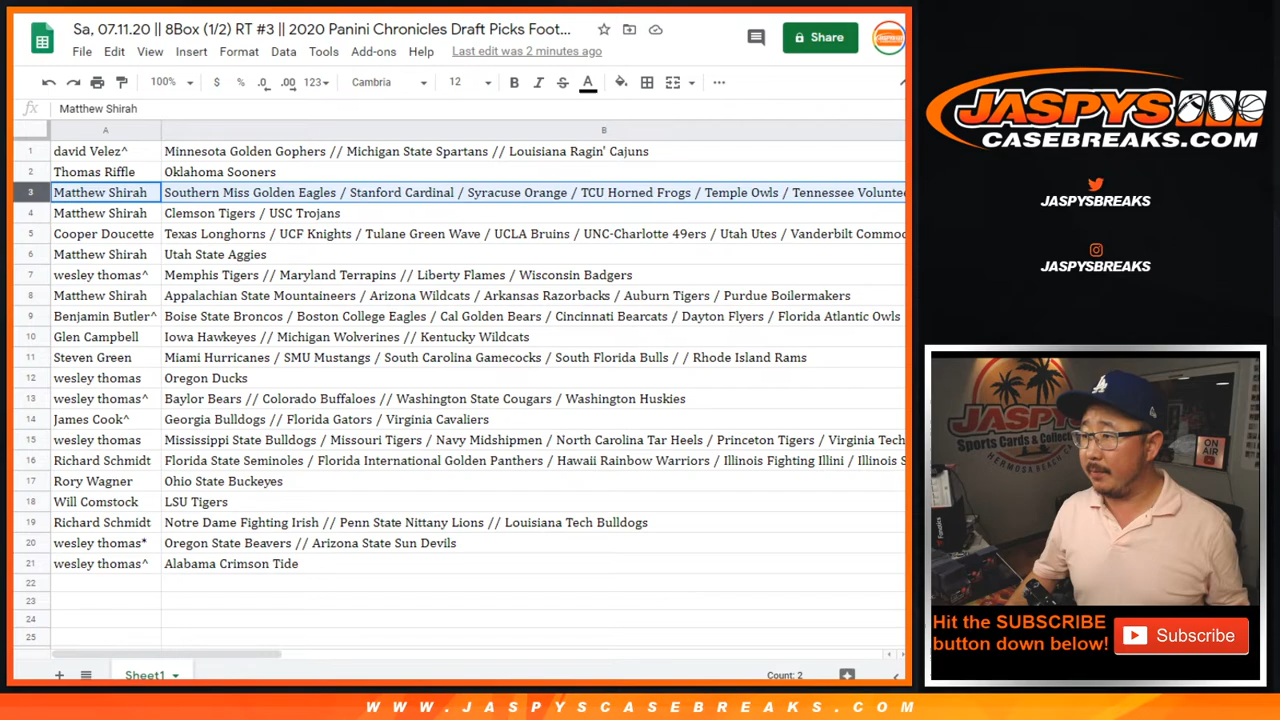 Sa, 07.11.20 || 8Box (1/2) RT #3 || 2020 Panini Chronicles Draft Picks Foot...
File Edit View Insert Format Data Tools Add-ons Help Last edit was 2 minutes ago
Share
100% $ % .0 .00 123 Cambria 12 B I S A
fx Matthew Shirah
A B
1 david Velez^ Minnesota Golden Gophers // Michigan State Spartans // Louisiana Ragin' Cajuns
2 Thomas Riffle Oklahoma Sooners
3 Matthew Shirah Southern Miss Golden Eagles / Stanford Cardinal / Syracuse Orange / TCU Horned Frogs / Temple Owls / Tennessee Voluntee
4 Matthew Shirah Clemson Tigers / USC Trojans
5 Cooper Doucette Texas Longhorns / UCF Knights / Tulane Green Wave / UCLA Bruins / UNC-Charlotte 49ers / Utah Utes / Vanderbilt Commod
6 Matthew Shirah Utah State Aggies
7 wesley thomas^ Memphis Tigers // Maryland Terrapins // Liberty Flames / Wisconsin Badgers
8 Matthew Shirah Appalachian State Mountaineers / Arizona Wildcats / Arkansas Razorbacks / Auburn Tigers / Purdue Boilermakers
9 Benjamin Butler^ Boise State Broncos / Boston College Eagles / Cal Golden Bears / Cincinnati Bearcats / Dayton Flyers / Florida Atlantic Owls
10 Glen Campbell Iowa Hawkeyes // Michigan Wolverines // Kentucky Wildcats
11 Steven Green Miami Hurricanes / SMU Mustangs / South Carolina Gamecocks / South Florida Bulls / / Rhode Island Rams
12 wesley thomas Oregon Ducks
13 wesley thomas^ Baylor Bears // Colorado Buffaloes // Washington State Cougars / Washington Huskies
14 James Cook^ Georgia Bulldogs // Florida Gators / Virginia Cavaliers
15 wesley thomas Mississippi State Bulldogs / Missouri Tigers / Navy Midshipmen / North Carolina Tar Heels / Princeton Tigers / Virginia Tech
16 Richard Schmidt Florida State Seminoles / Florida International Golden Panthers / Hawaii Rainbow Warriors / Illinois Fighting Illini / Illinois S
17 Rory Wagner Ohio State Buckeyes
18 Will Comstock LSU Tigers
19 Richard Schmidt Notre Dame Fighting Irish // Penn State Nittany Lions // Louisiana Tech Bulldogs
20 wesley thomas* Oregon State Beavers // Arizona State Sun Devils
21 wesley thomas^ Alabama Crimson Tide
22
23
24
25
Sheet1 Count: 2
JASPYS
CASEBREAKS.COM
JASPYSBREAKS
JASPYSBREAKS
JASPYS
Sports Cards & Collect
HERMOSA BEACH
ON AIR
Hit the SUBSCRIBE
button down below!
Subscribe
WWW.JASPYSCASEBREAKS.COM